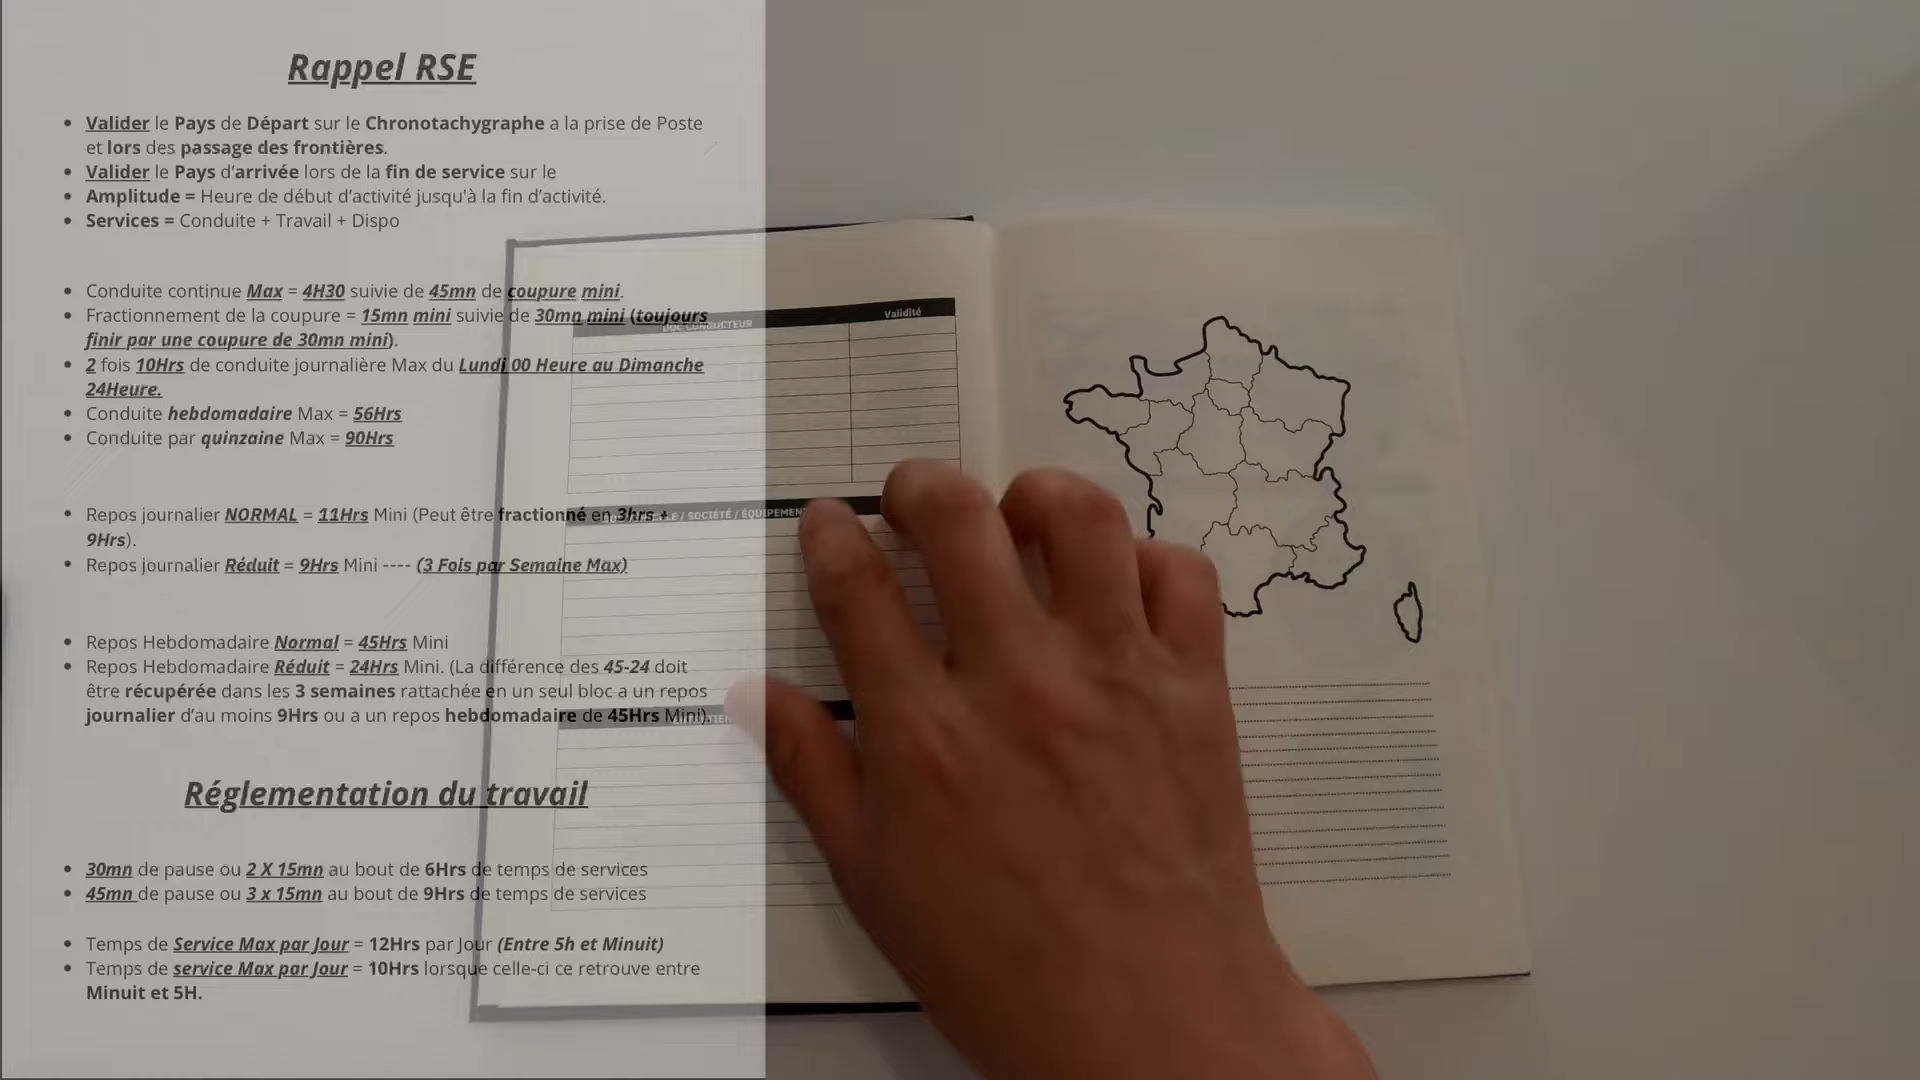 Rappel RSE
Valider le Pays de Départ sur le Chronotachygraphe a la prise de Poste
et lors des passage des frontières.
Valider le Pays d'arrivée lors de la fin de service sur le
Amplitude = Heure de début d'activité jusqu'à la fin d'activité.
Services = Conduite + Travail + Dispo
Conduite continue Max = 4H30 suivie de 45mn de coupure mini.
Fractionnement de la coupure = 15mn mini suivie de 30mn mini (toujours
finir par une coupure de 30mn mini).
2 fois 10Hrs de conduite journalière Max du Lundi 00 Heure au Dimanche
24Heure.
Conduite hebdomadaire Max = 56Hrs
Conduite par quinzaine Max = 90Hrs
Repos journalier NORMAL = 11Hrs Mini (Peut être fractionné en 3hrs +
9Hrs).
Repos journalier Réduit = 9Hrs Mini ---- (3 Fois par Semaine Max)
Repos Hebdomadaire Normal = 45Hrs Mini
Repos Hebdomadaire Réduit = 24Hrs Mini. (La différence des 45-24 doit
être récupérée dans les 3 semaines rattachée en un seul bloc a un repos
journalier d'au moins 9Hrs ou a un repos hebdomadaire de 45Hrs Mini).
Réglementation du travail
30mn de pause ou 2 X 15mn au bout de 6Hrs de temps de services
45mn de pause ou 3 x 15mn au bout de 9Hrs de temps de services
Temps de Service Max par Jour = 12Hrs par Jour (Entre 5h et Minuit)
Temps de service Max par Jour = 10Hrs lorsque celle-ci ce retrouve entre
Minuit et 5H.
DOC CONDUCTEUR
Validité
/ SOCIÉTÉ / ÉQUIPEMENT